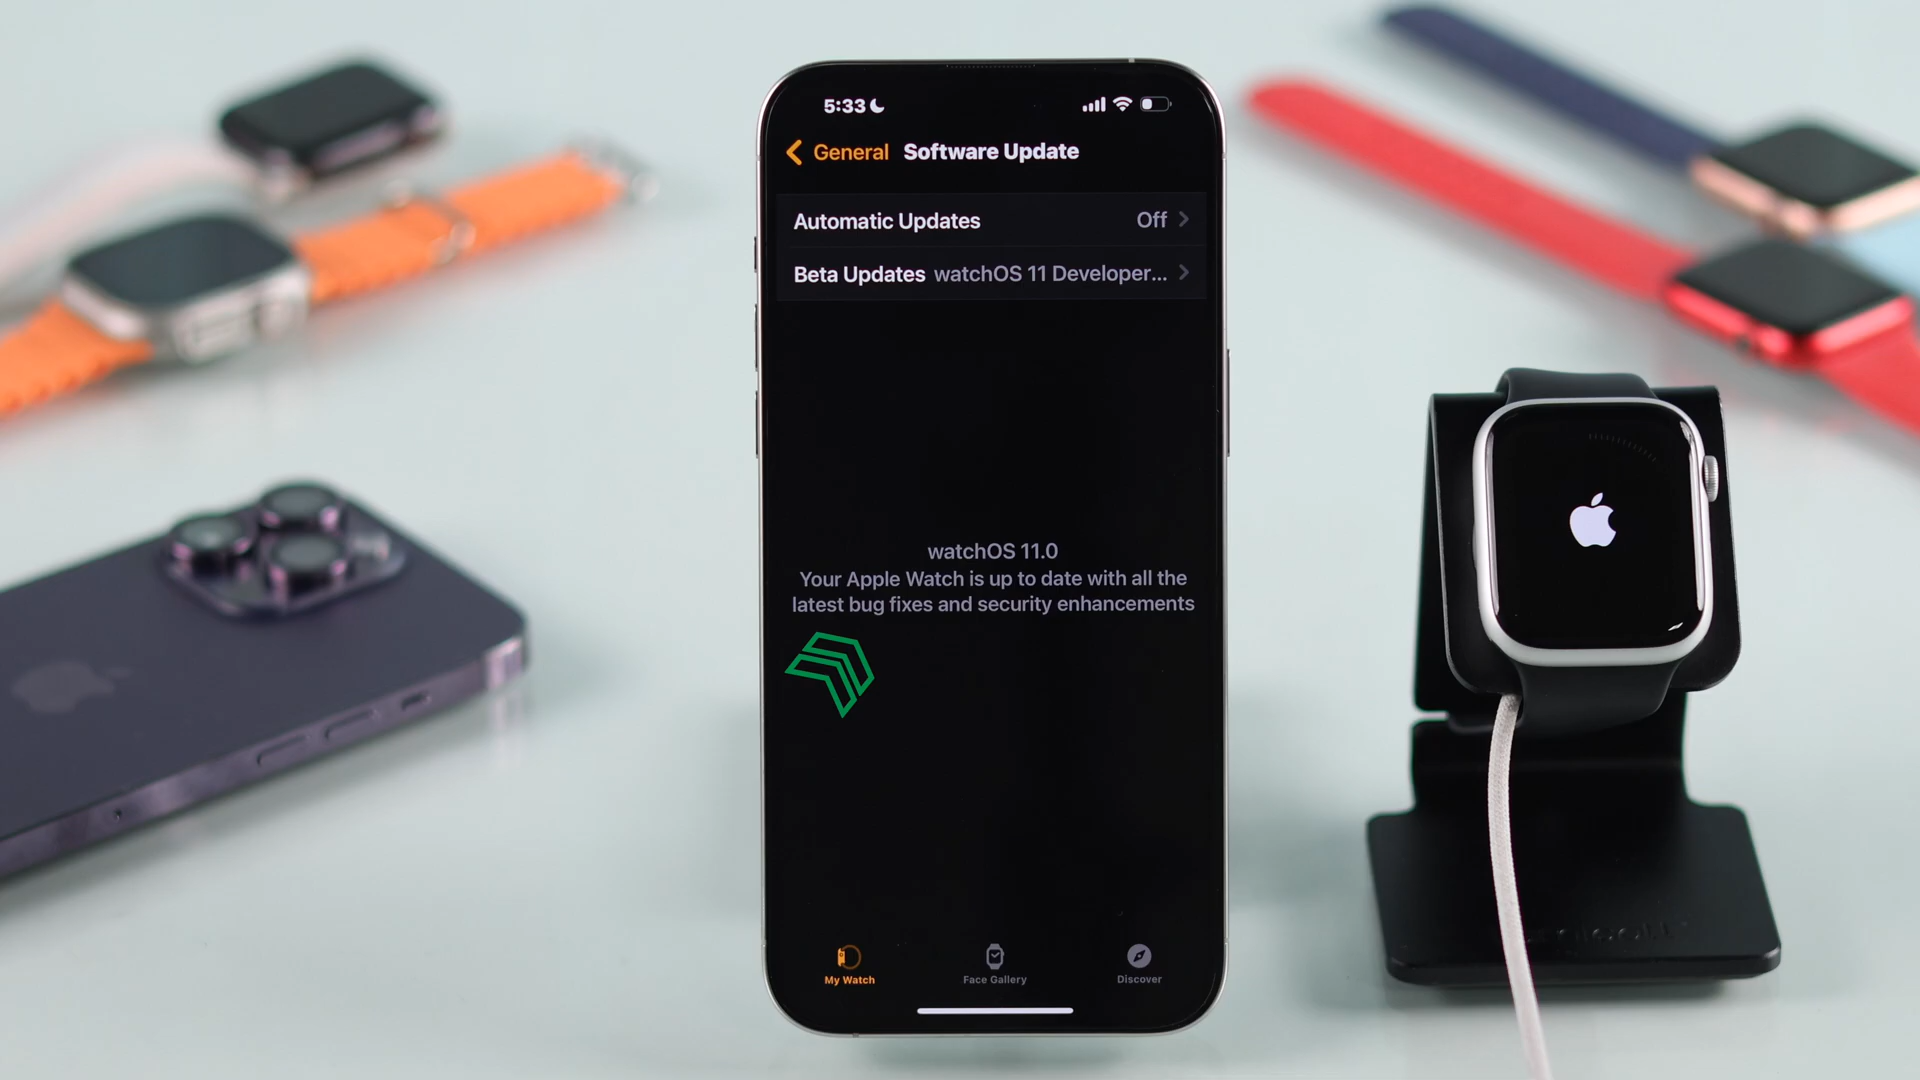 5:33
General Software Update
Automatic Updates Off
Beta Updates watchOS 11 Developer...
watchOS 11.0
Your Apple Watch is up to date with all the
latest bug fixes and security enhancements
My Watch Face Gallery Discover